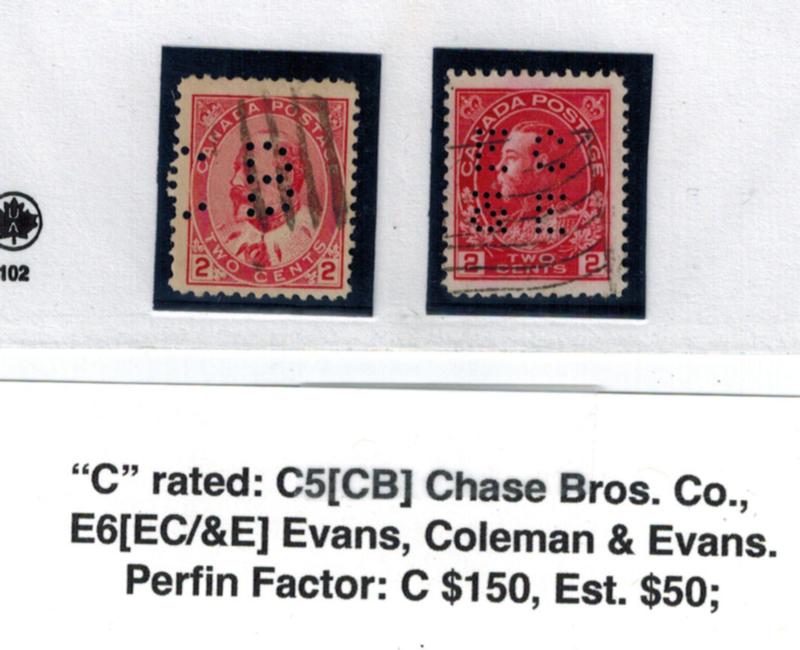 CANADA POSTAGE
2 TWO CENTS 2
CANADA POSTAGE
2 TWO CENTS 2
102
“C” rated: C5[CB] Chase Bros. Co.,
E6[EC/&E] Evans, Coleman & Evans.
Perfin Factor: C $150, Est. $50;